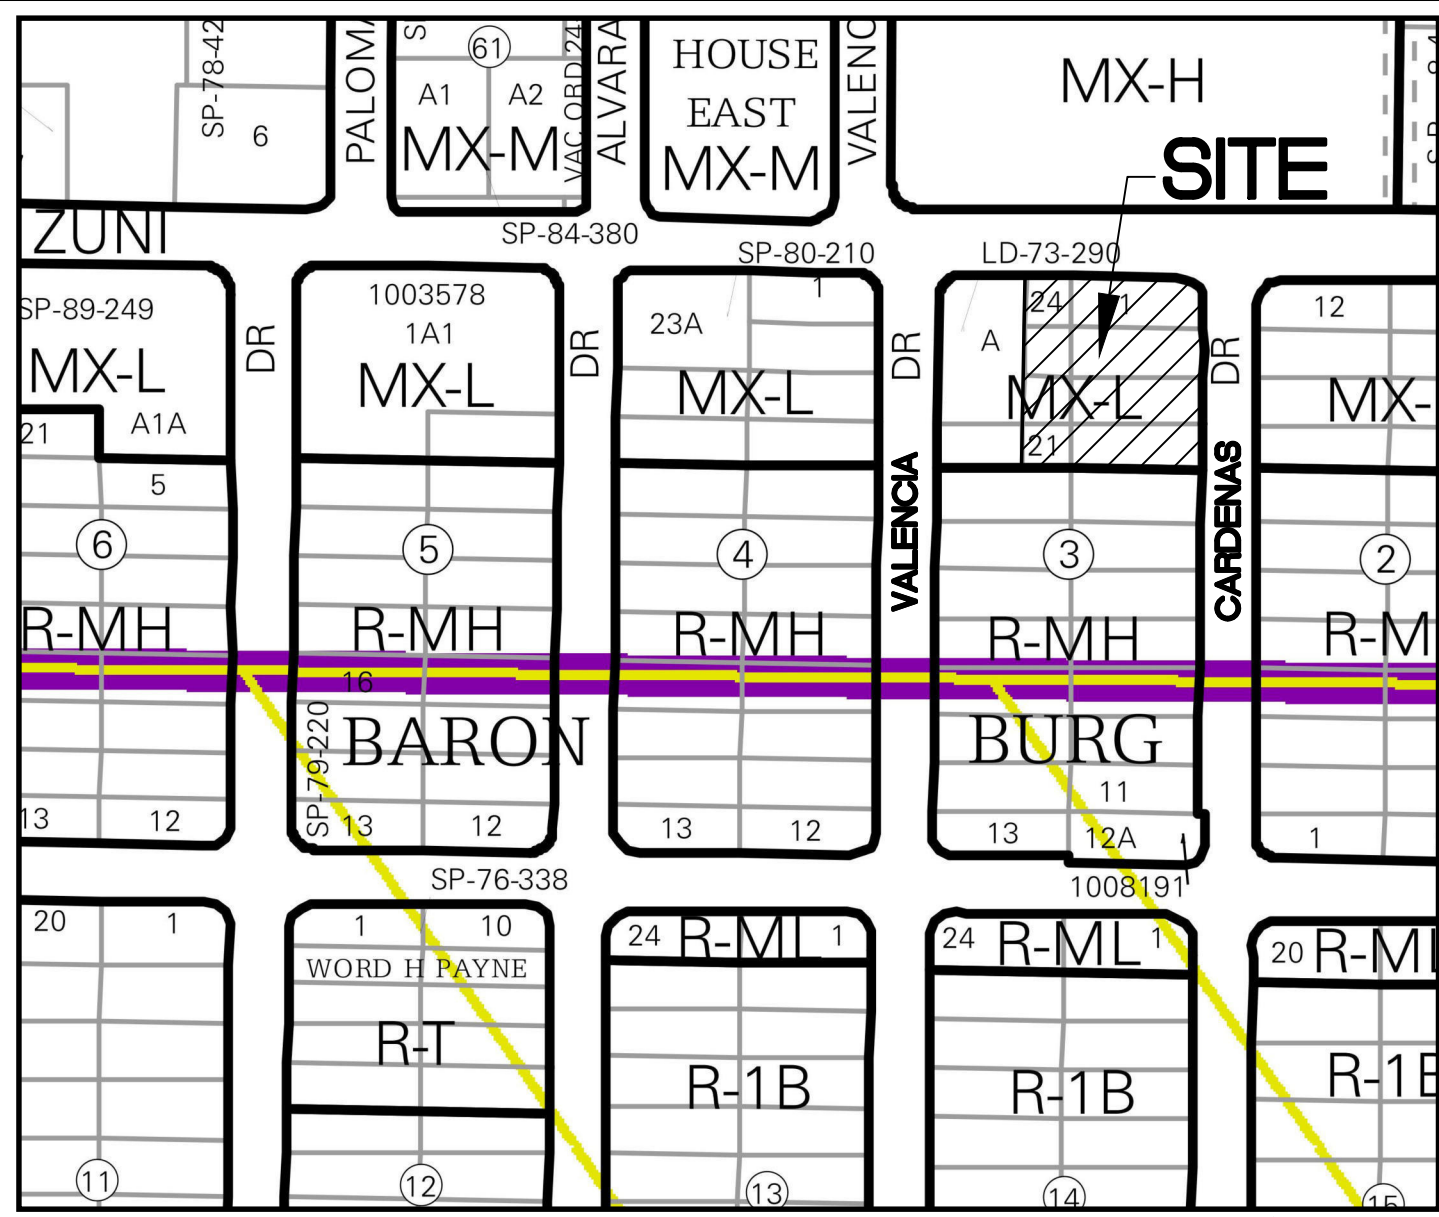 SP-78-42
6
PALOMA
S
61
A1
A2
MX-M
VAC ORD 24
ALVARA
HOUSE
EAST
MX-M
VALENC
MX-H
SITE
ZUNI
SP-84-380
SP-80-210
LD-73-290
SP-89-249
MX-L
21
A1A
5
6
R-MH
13
12
DR
1003578
1A1
MX-L
5
R-MH
16
SP-79-220
BARON
13
12
DR
1
23A
MX-L
4
R-MH
13
12
DR
VALENCIA
A
24
1
MX-L
21
3
R-MH
BURG
11
13
12A
1008191
DR
CARDENAS
12
MX-
2
R-M
1
SP-76-338
20
1
11
1
10
WORD H PAYNE
R-T
12
24
R-ML
1
R-1B
13
24
R-ML
1
R-1B
14
20
R-ML
R-1B
15